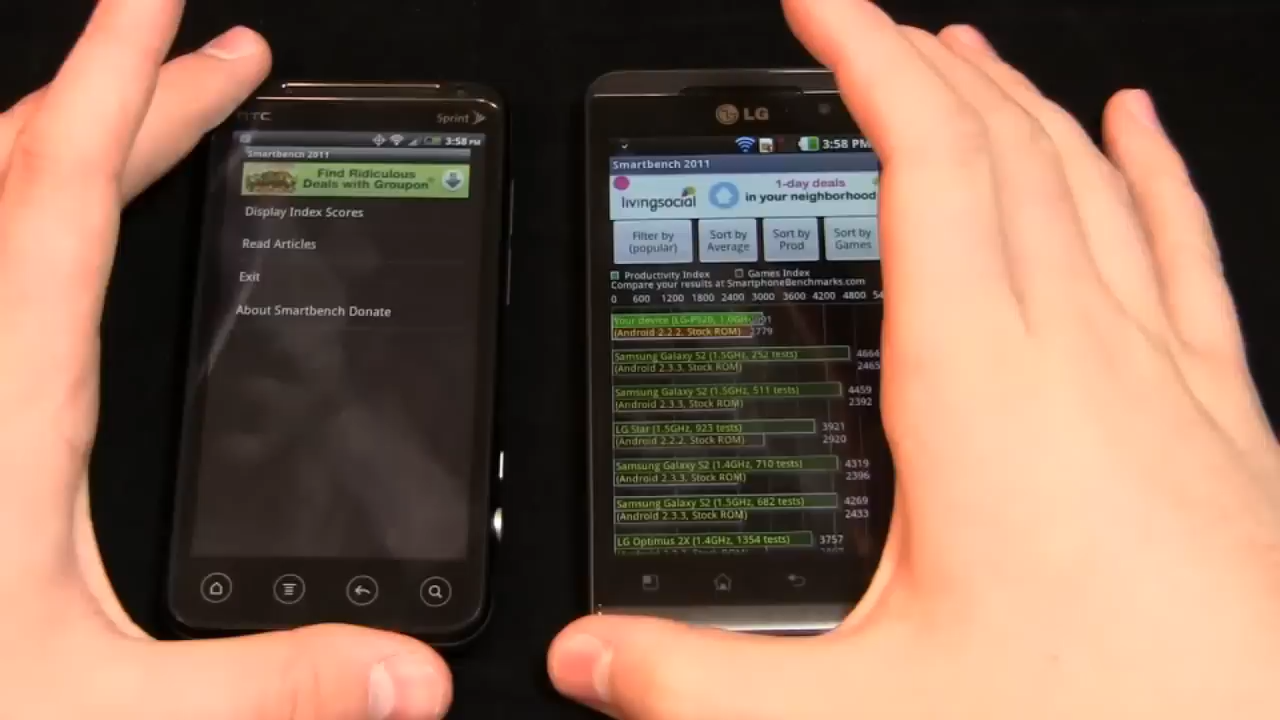 HTC
Sprint
3:58 PM
Smartbench 2011
Find Ridiculous
Deals with Groupon
Display Index Scores
Read Articles
Exit
About Smartbench Donate
LG
3:58 PM
Smartbench 2011
livingsocial
1-day deals
in your neighborhood
Filter by
(popular)
Sort by
Average
Sort by
Prod
Sort by
Games
Productivity Index
Games Index
Compare your results at SmartphoneBenchmarks.com
0 600 1200 1800 2400 3000 3600 4200 4800 54
Your device (LG-P920, 1.0GHz
(Android 2.2.2, Stock ROM) 2779
Samsung Galaxy S2 (1.5GHz, 252 tests) 4664
(Android 2.3.3, Stock ROM) 2465
Samsung Galaxy S2 (1.5GHz, 511 tests) 4459
(Android 2.3.3, Stock ROM) 2392
LG Star (1.5GHz, 923 tests) 3921
(Android 2.2.2, Stock ROM) 2920
Samsung Galaxy S2 (1.4GHz, 710 tests) 4319
(Android 2.3.3, Stock ROM) 2396
Samsung Galaxy S2 (1.5GHz, 682 tests) 4269
(Android 2.3.3, Stock ROM) 2433
LG Optimus 2X (1.4GHz, 1354 tests) 3757